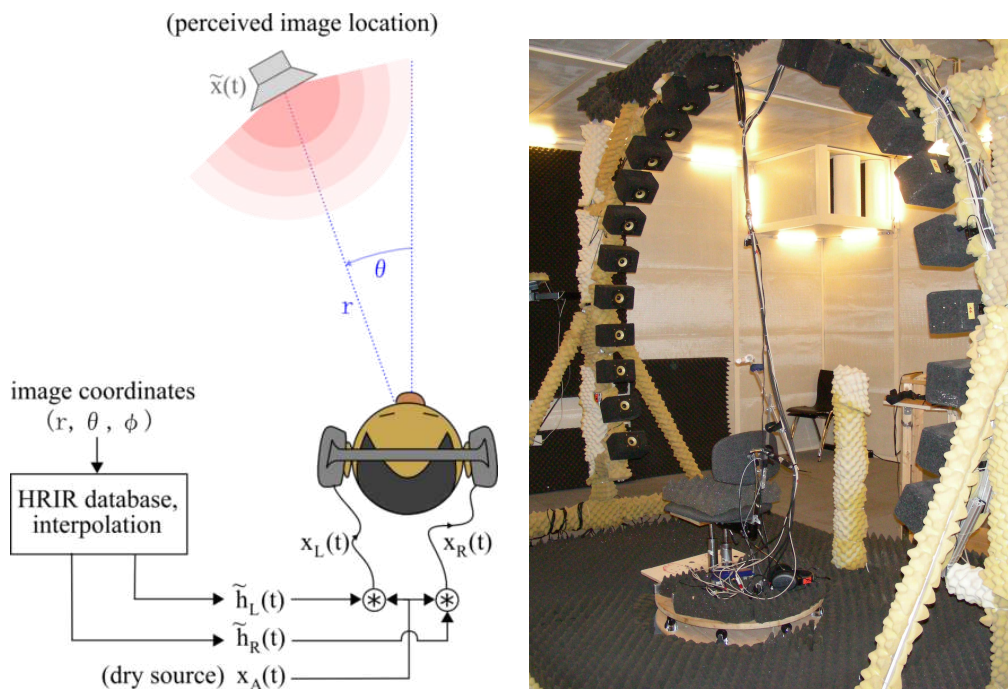 (perceived image location)
x̃(t)
θ
r
image coordinates
(r, θ, ϕ)
HRIR database,
interpolation
x_L(t)
x_R(t)
h̃_L(t)
h̃_R(t)
(dry source) x_A(t)